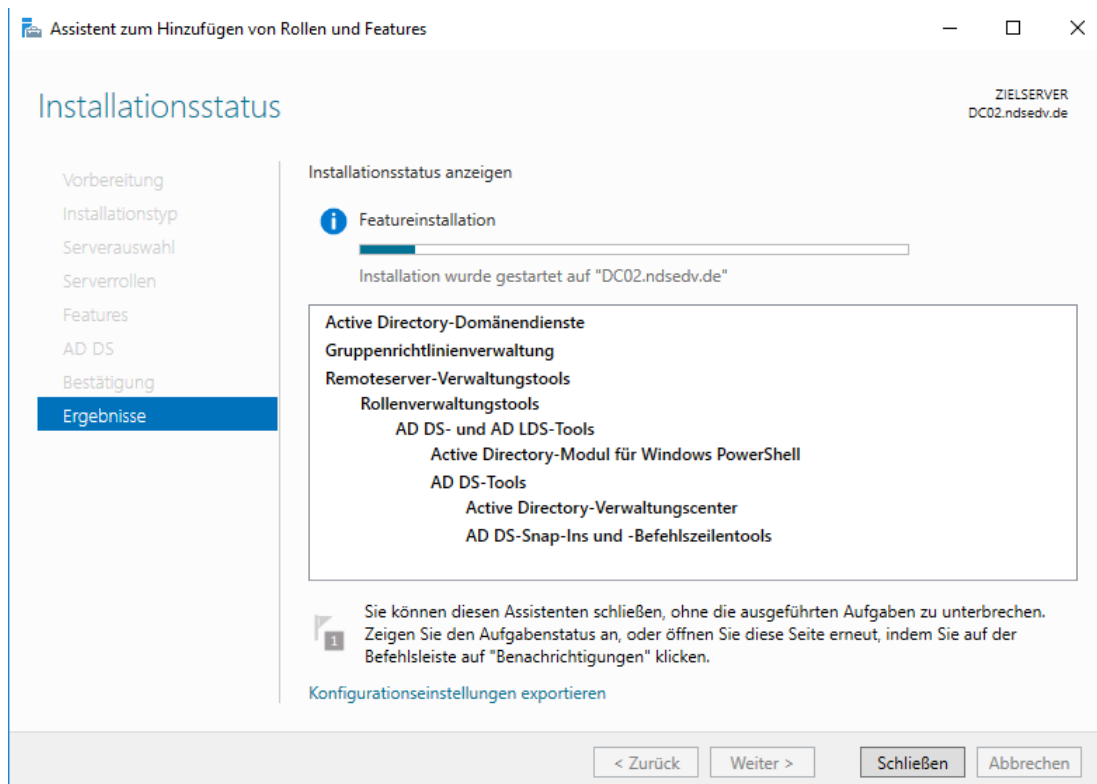 Assistent zum Hinzufügen von Rollen und Features
Installationsstatus
ZIELSERVER
DC02.ndsedv.de
Vorbereitung
Installationstyp
Serverauswahl
Serverrollen
Features
AD DS
Bestätigung
Ergebnisse
Installationsstatus anzeigen
Featureinstallation
Installation wurde gestartet auf "DC02.ndsedv.de"
Active Directory-Domänendienste
Gruppenrichtlinienverwaltung
Remoteserver-Verwaltungstools
Rollenverwaltungstools
AD DS- und AD LDS-Tools
Active Directory-Modul für Windows PowerShell
AD DS-Tools
Active Directory-Verwaltungscenter
AD DS-Snap-Ins und -Befehlszeilentools
1
Sie können diesen Assistenten schließen, ohne die ausgeführten Aufgaben zu unterbrechen.
Zeigen Sie den Aufgabenstatus an, oder öffnen Sie diese Seite erneut, indem Sie auf der
Befehlsleiste auf "Benachrichtigungen" klicken.
Konfigurationseinstellungen exportieren
< Zurück
Weiter >
Schließen
Abbrechen